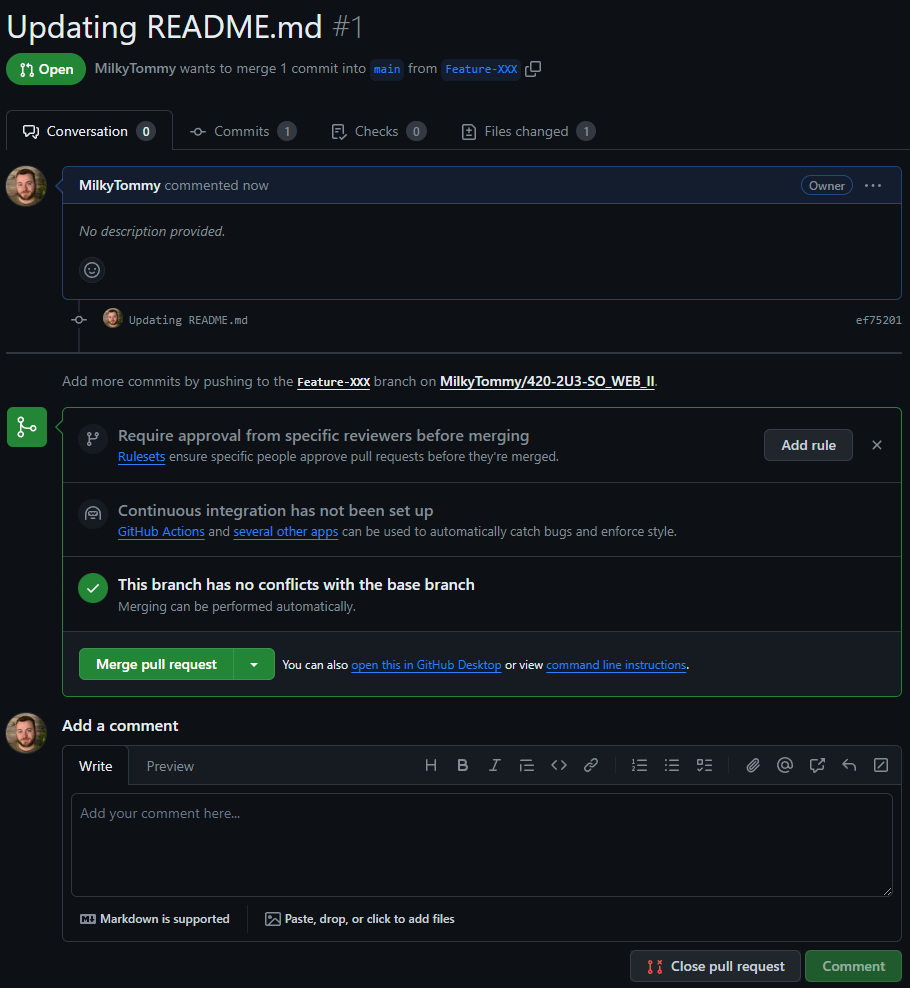 Updating README.md #1
Open MilkyTommy wants to merge 1 commit into main from Feature-XXX
Conversation 0 Commits 1 Checks 0 Files changed 1
MilkyTommy commented now Owner
No description provided.
Updating README.md ef75201
Add more commits by pushing to the Feature-XXX branch on MilkyTommy/420-2U3-SO_WEB_II.
Require approval from specific reviewers before merging
Rulesets ensure specific people approve pull requests before they're merged.
Add rule
Continuous integration has not been set up
GitHub Actions and several other apps can be used to automatically catch bugs and enforce style.
This branch has no conflicts with the base branch
Merging can be performed automatically.
Merge pull request You can also open this in GitHub Desktop or view command line instructions.
Add a comment
Write Preview
Add your comment here...
Markdown is supported Paste, drop, or click to add files
Close pull request Comment